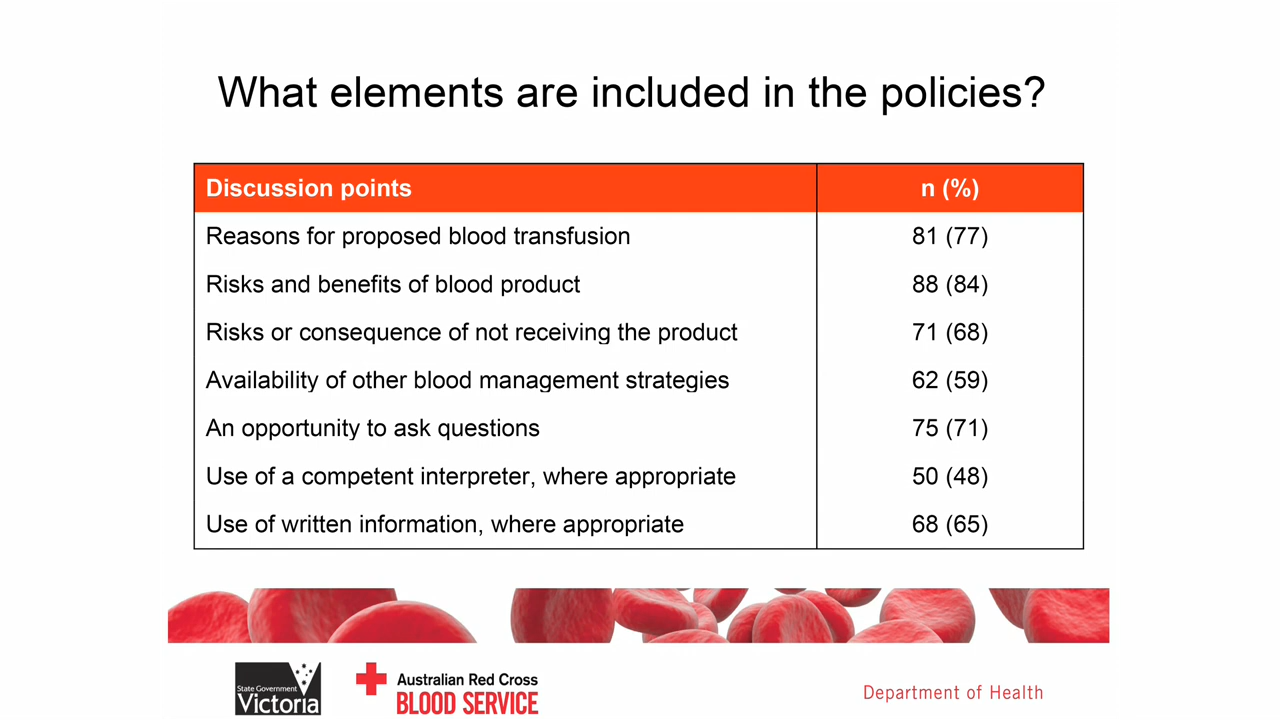 What elements are included in the policies?
Discussion points n (%)
Reasons for proposed blood transfusion 81 (77)
Risks and benefits of blood product 88 (84)
Risks or consequence of not receiving the product 71 (68)
Availability of other blood management strategies 62 (59)
An opportunity to ask questions 75 (71)
Use of a competent interpreter, where appropriate 50 (48)
Use of written information, where appropriate 68 (65)
State Government
Victoria
Australian Red Cross
BLOOD SERVICE
Department of Health